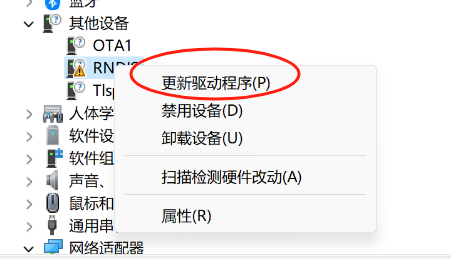 蓝牙
其他设备
OTA1
RNDIS
Tlsp
更新驱动程序(P)
禁用设备(D)
卸载设备(U)
扫描检测硬件改动(A)
属性(R)
人体学
软件设
软件组
声音、
鼠标和
通用串
网络适配器